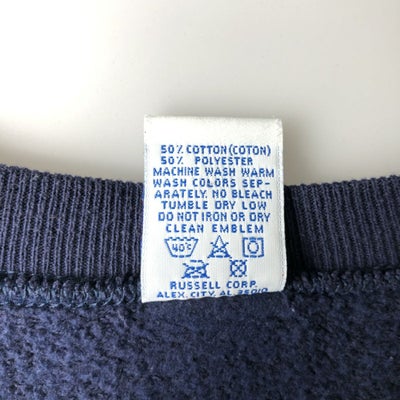 50% COTTON (COTON)
50% POLYESTER
MACHINE WASH WARM
WASH COLORS SEP-
ARATELY. NO BLEACH
TUMBLE DRY LOW
DO NOT IRON OR DRY
CLEAN EMBLEM
40°C
RUSSELL CORP.
ALEX. CITY, AL